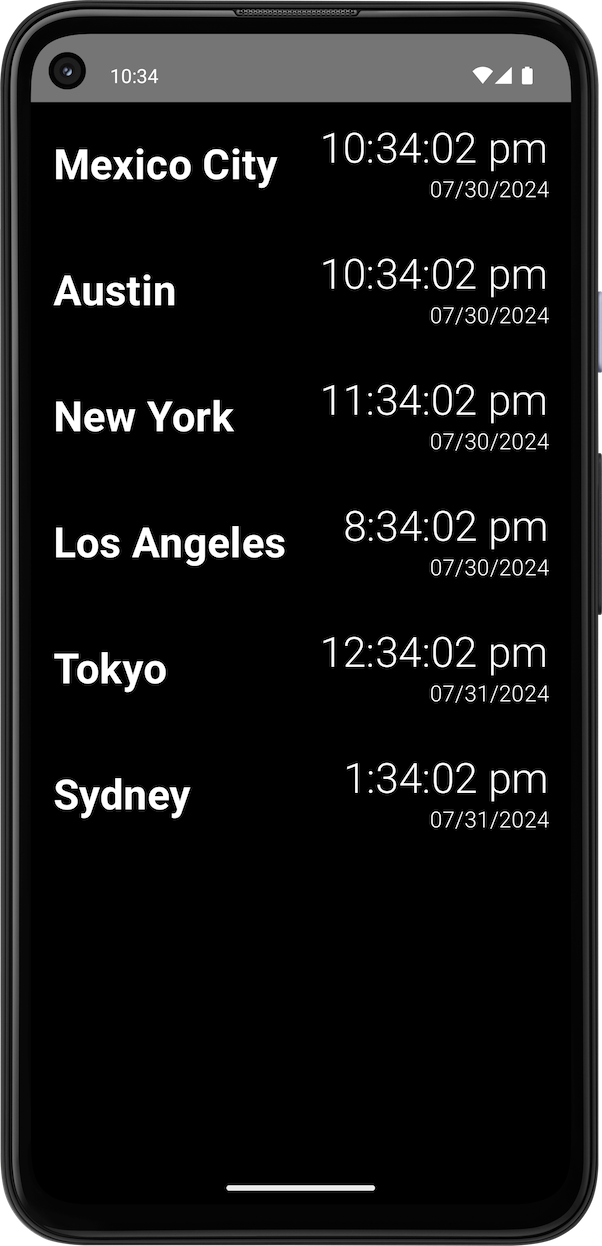 10:34
Mexico City
10:34:02 pm
07/30/2024
Austin
10:34:02 pm
07/30/2024
New York
11:34:02 pm
07/30/2024
Los Angeles
8:34:02 pm
07/30/2024
Tokyo
12:34:02 pm
07/31/2024
Sydney
1:34:02 pm
07/31/2024